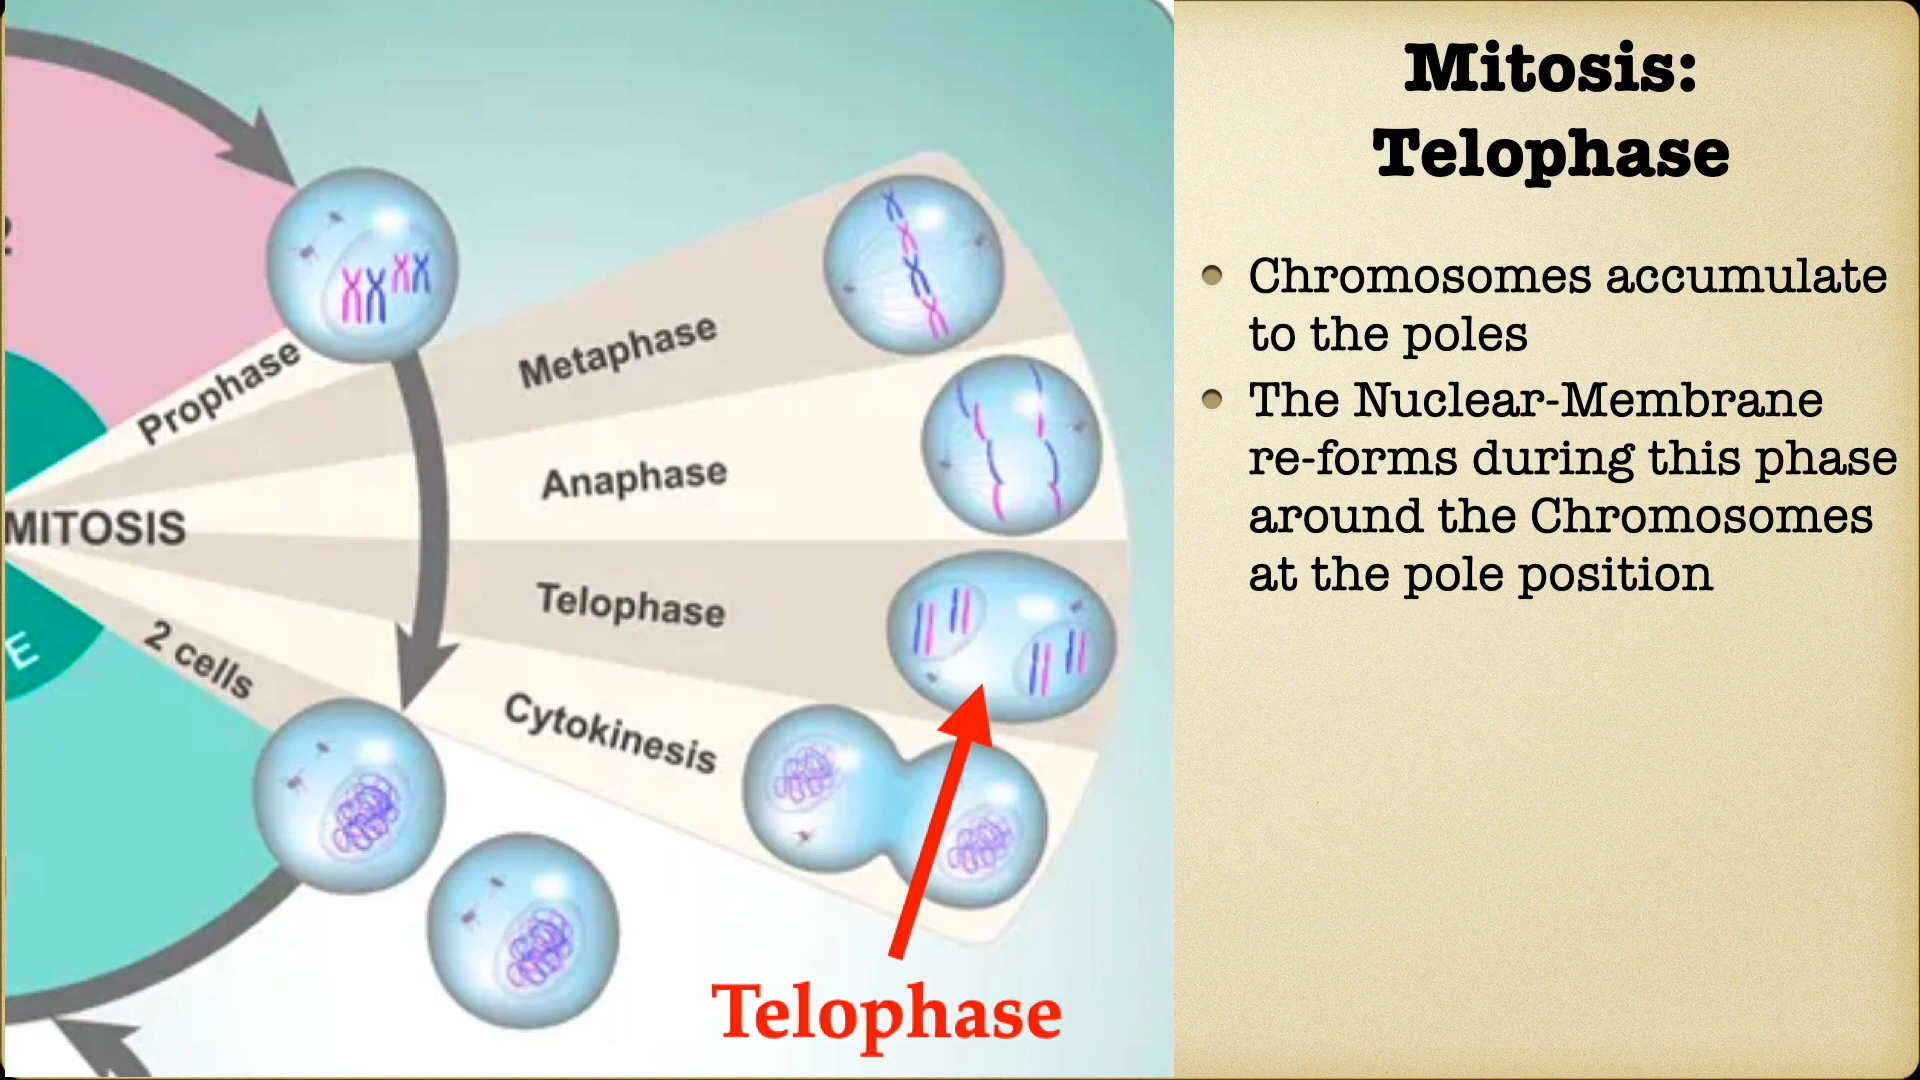 Mitosis:
Telophase
Chromosomes accumulate
to the poles
The Nuclear-Membrane
re-forms during this phase
around the Chromosomes
at the pole position
Prophase
Metaphase
Anaphase
MITOSIS
Telophase
2 cells
Cytokinesis
E
Telophase